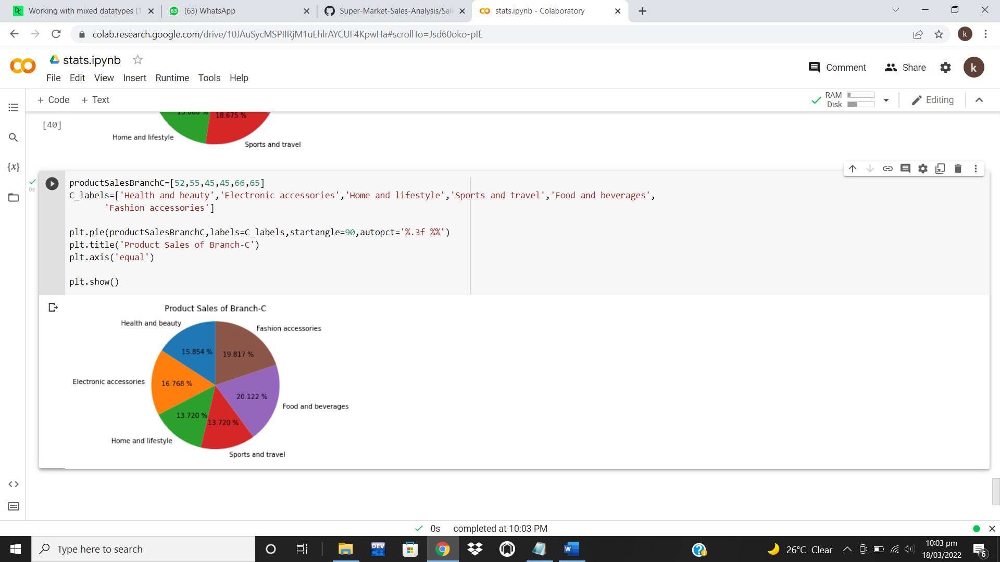 Working with mixed datatypes (1
63
(63) WhatsApp
Super-Market-Sales-Analysis/Sal
stats.ipynb - Colaboratory
colab.research.google.com/drive/10JAuSycMSPIIRjM1uEhlrAYCUF4KpwHa#scrollTo=Jsd60oko-pIE
k
stats.ipynb
Comment
Share
k
File Edit View Insert Runtime Tools Help
+ Code + Text
RAM
Disk
Editing
[40]
15.060 %
18.675 %
Home and lifestyle
Sports and travel
{x}
0s
productSalesBranchC=[52,55,45,45,66,65]
C_labels=['Health and beauty','Electronic accessories','Home and lifestyle','Sports and travel','Food and beverages',
'Fashion accessories']
plt.pie(productSalesBranchC,labels=C_labels,startangle=90,autopct='%.3f %%')
plt.title('Product Sales of Branch-C')
plt.axis('equal')
plt.show()
Product Sales of Branch-C
Health and beauty
Fashion accessories
15.854 %
19.817 %
Electronic accessories
16.768 %
20.122 %
Food and beverages
13.720 %
13.720 %
Home and lifestyle
Sports and travel
0s completed at 10:03 PM
Type here to search
DEV
C++
W
26°C Clear
10:03 pm
18/03/2022
6